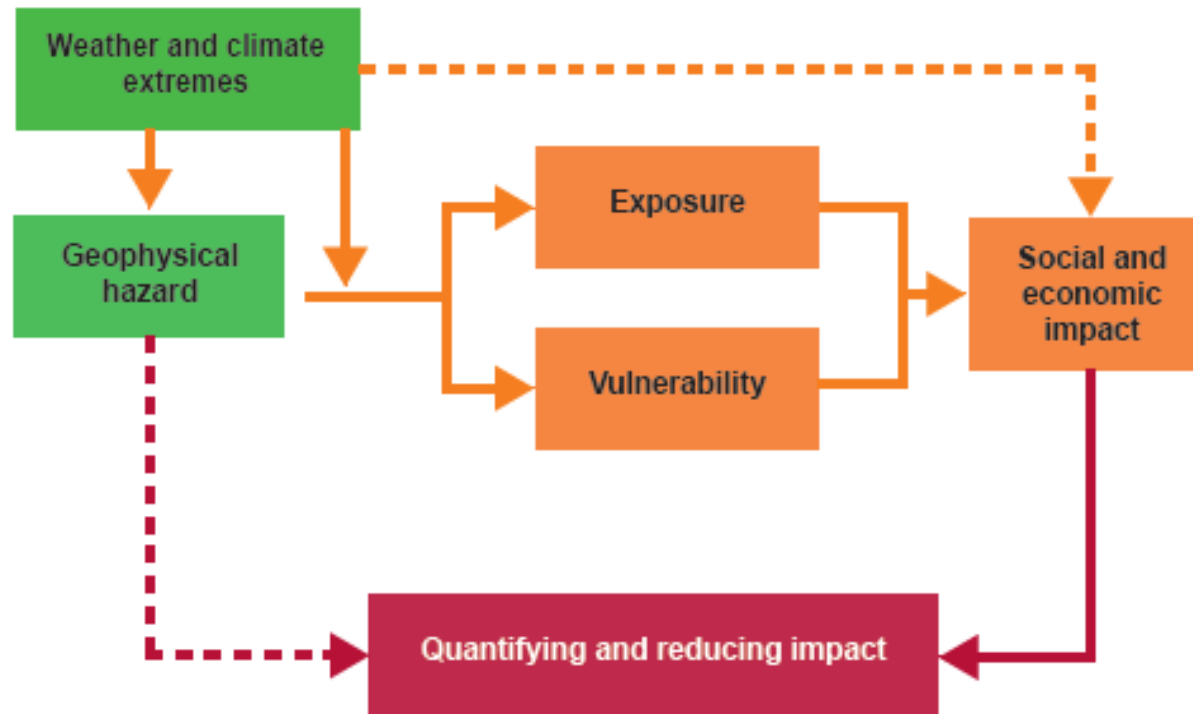 Weather and climate
extremes
Exposure
Geophysical
hazard
Social and
economic
impact
Vulnerability
Quantifying and reducing impact